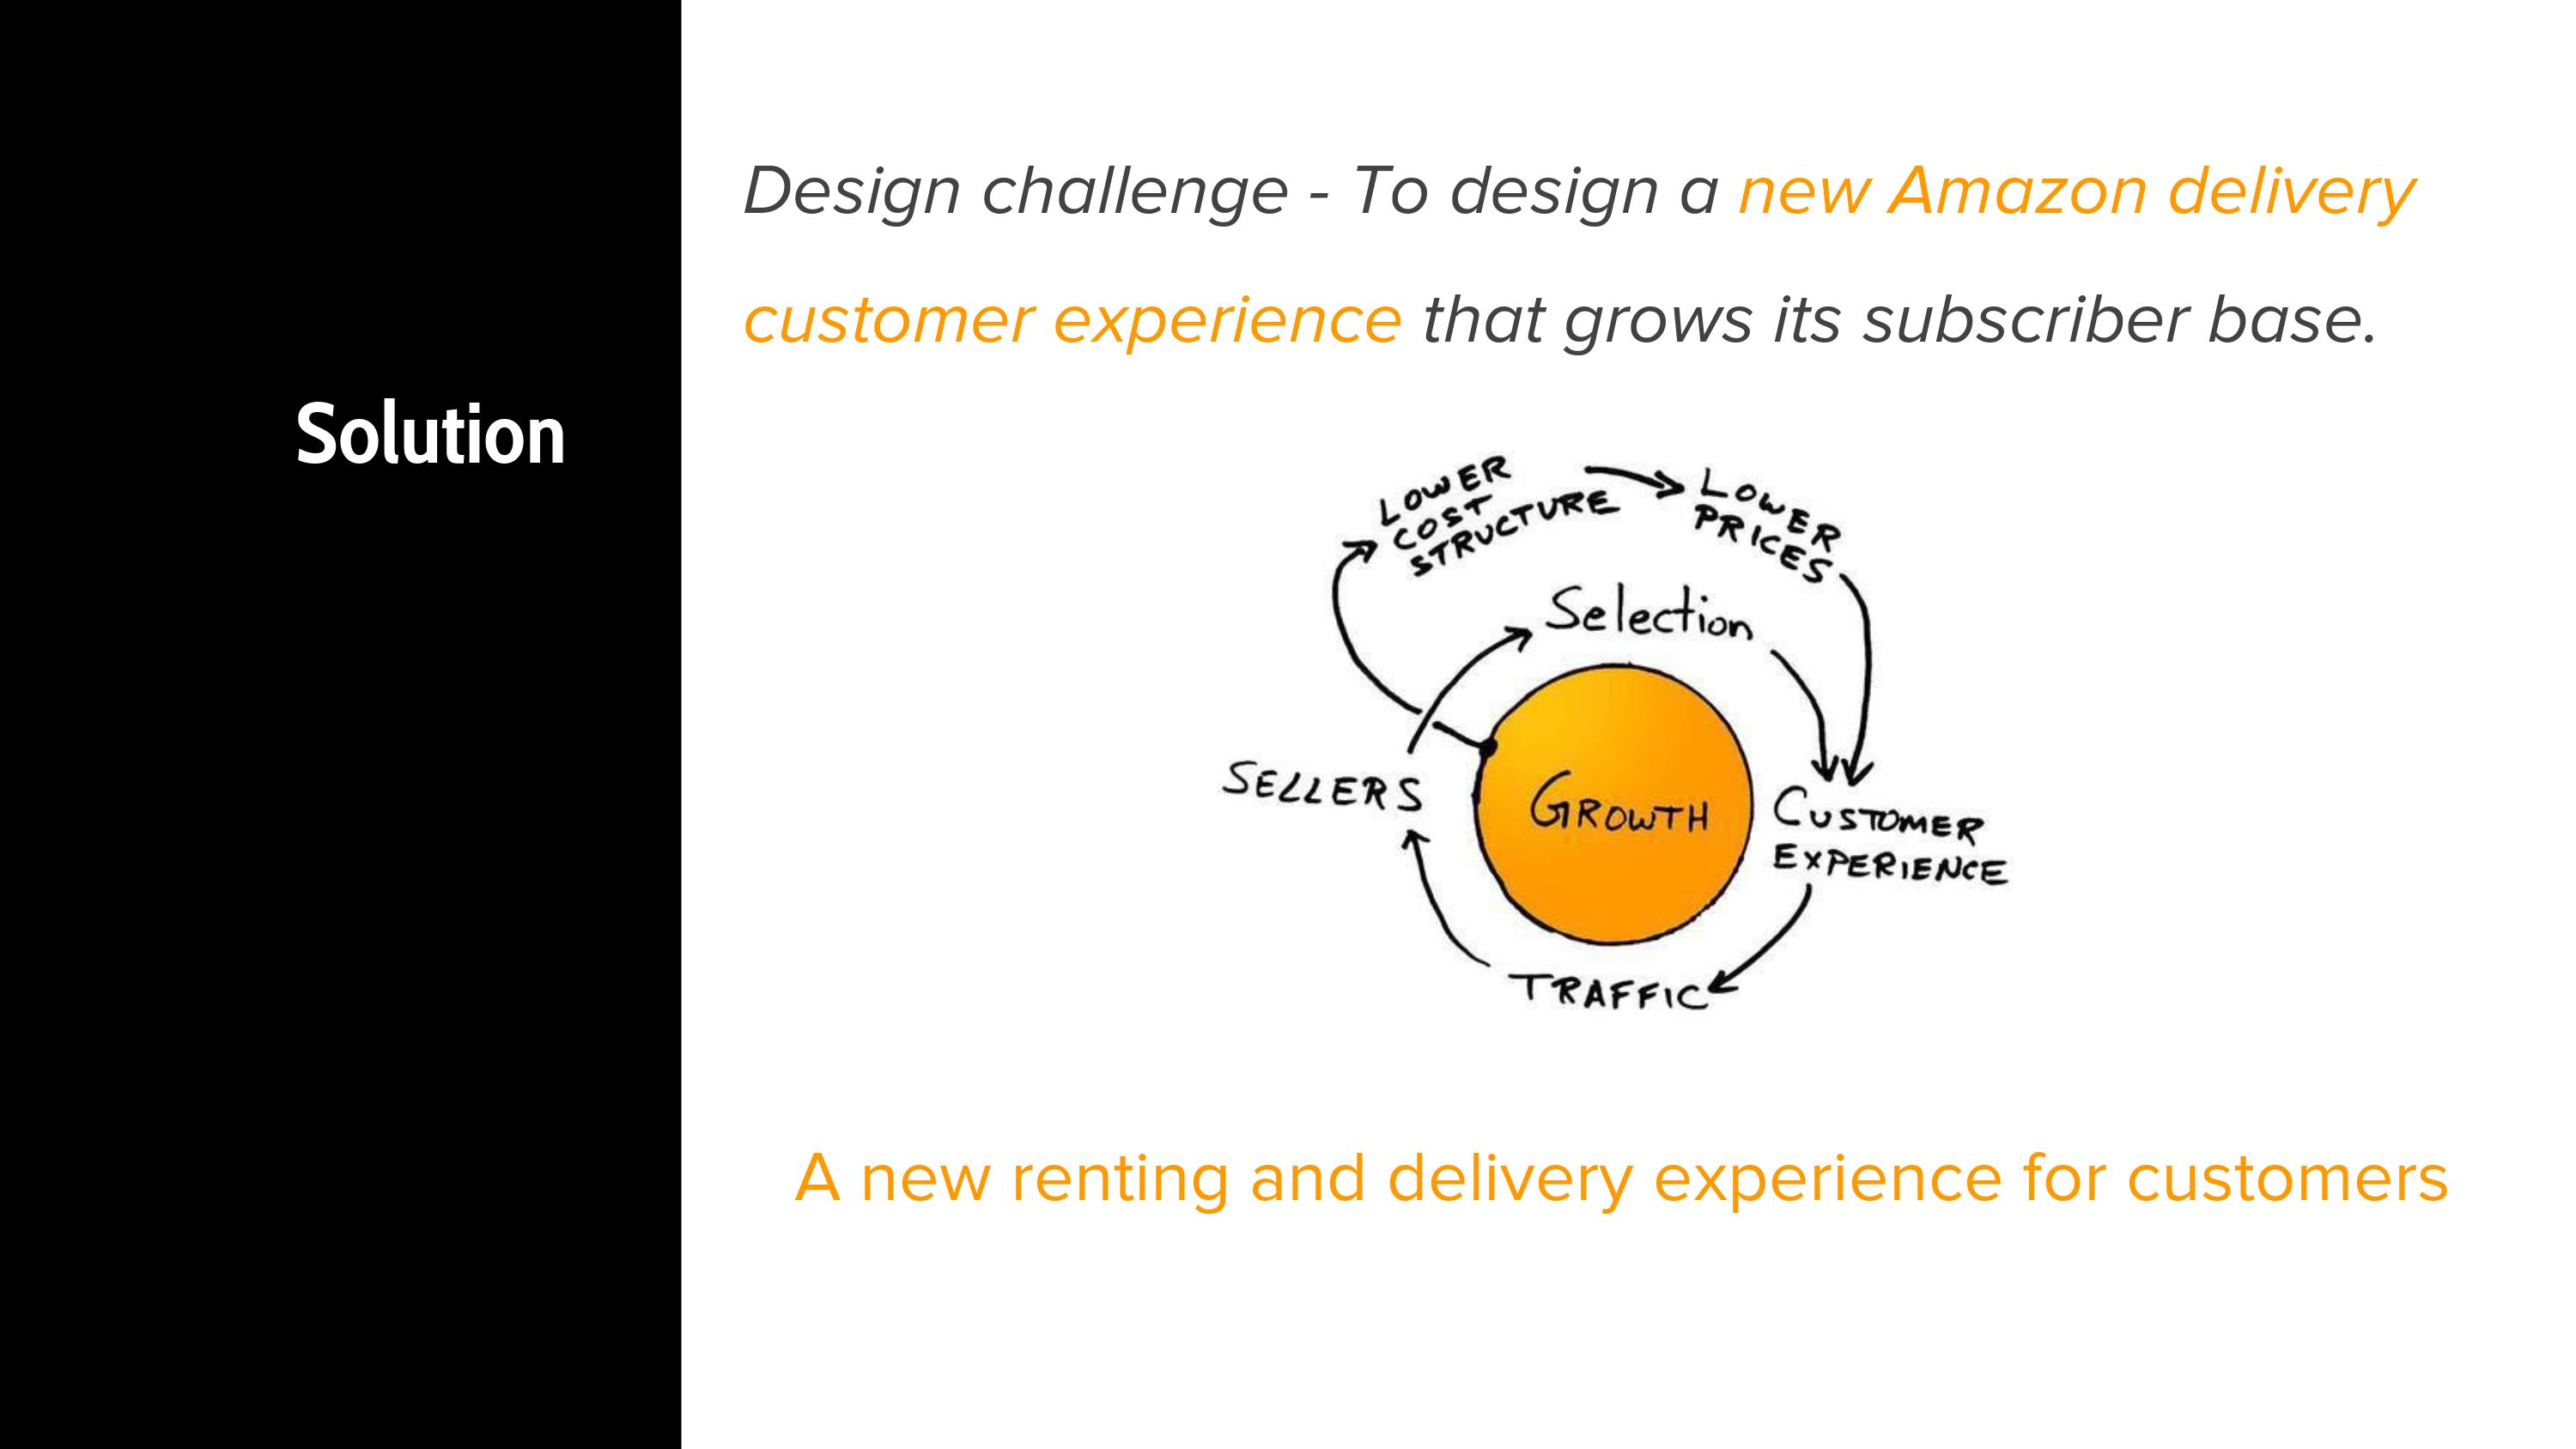 Solution
Design challenge - To design a new Amazon delivery
customer experience that grows its subscriber base.
LOWER
COST
STRUCTURE
LOWER
PRICES
Selection
SELLERS
GROWTH
CUSTOMER
EXPERIENCE
TRAFFIC
A new renting and delivery experience for customers